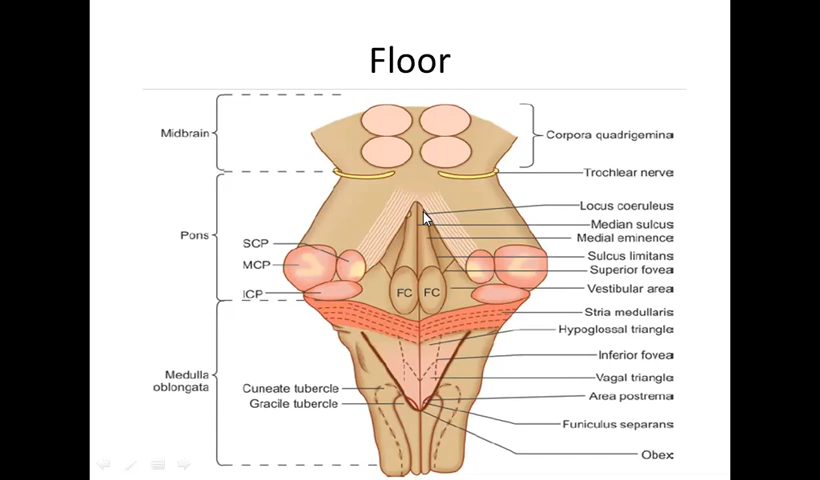 Floor
Midbrain
Corpora quadrigemina
Trochlear nerve
Locus coeruleus
Median sulcus
Pons
Medial eminence
SCP
Sulcus limitans
MCP
Superior fovea
ICP
FC FC
Vestibular area
Stria medullaris
Hypoglossal triangle
Inferior fovea
Medulla
oblongata
Vagal triangle
Cuneate tubercle
Area postrema
Gracile tubercle
Funiculus separans
Obex